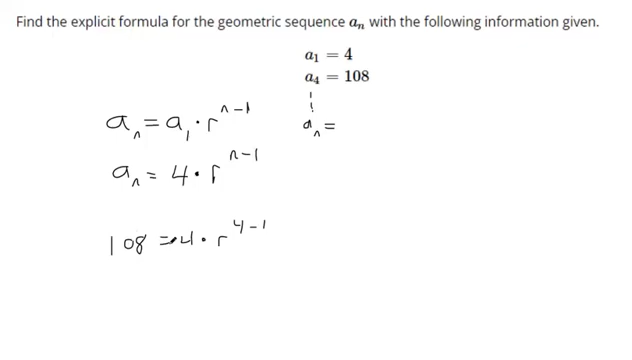 Find the explicit formula for the geometric sequence aₙ with the following information given.
a₁ = 4
a₄ = 108
aₙ =
aₙ = a₁ · rⁿ⁻¹
aₙ = 4 · rⁿ⁻¹
108 = 4 · r⁴⁻¹